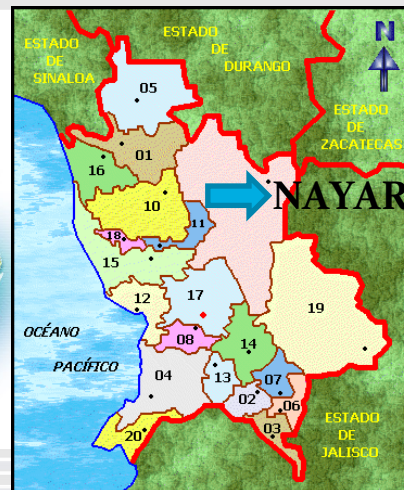 ESTADO
DE
SINALOA
ESTADO
DE
DURANGO
N
ESTADO
DE
ZACATECAS
05
01
16
10
NAYAR
11
18
15
12
17
19
OCÉANO
PACÍFICO
08
14
04
13
07
02
06
03
20
ESTADO
DE
JALISCO